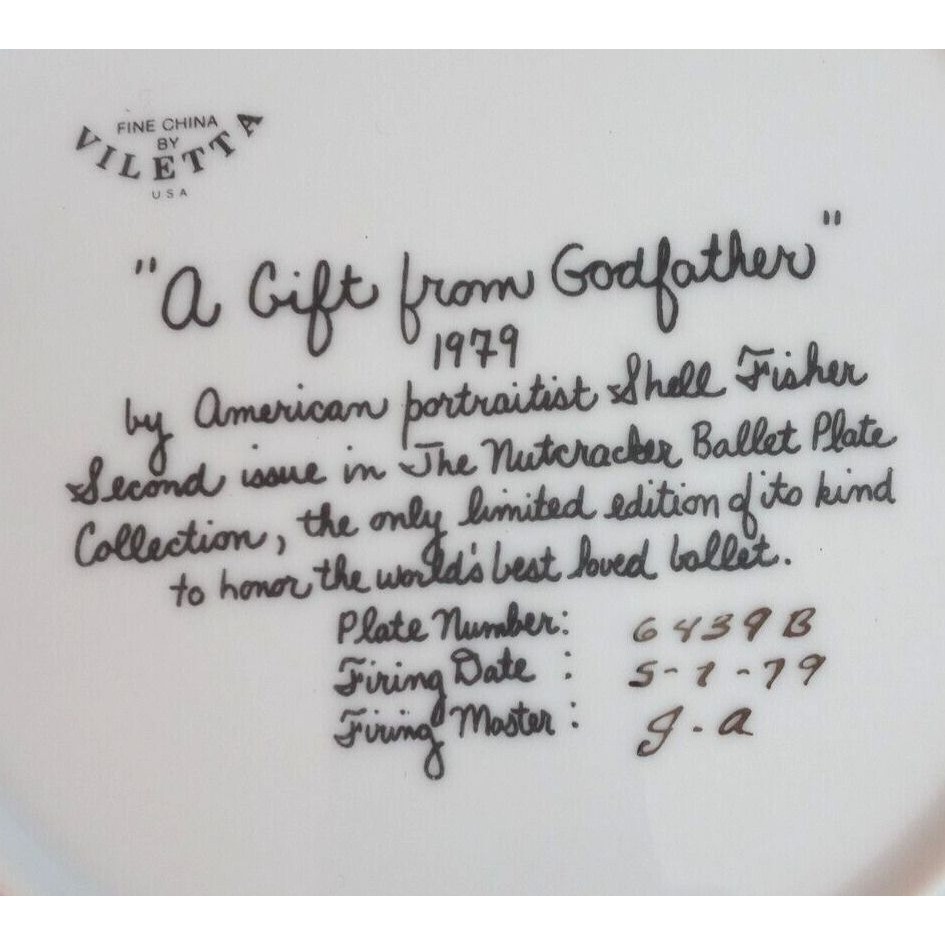 FINE CHINA
BY
VILETTA
USA
"A Gift from Godfather"
1979
by American portraitist Shell Fisher
Second issue in The Nutcracker Ballet Plate
Collection, the only limited edition of its kind
to honor the world's best loved ballet.
Plate Number: 6439B
Firing Date : 5-1-79
Firing Master : J-a